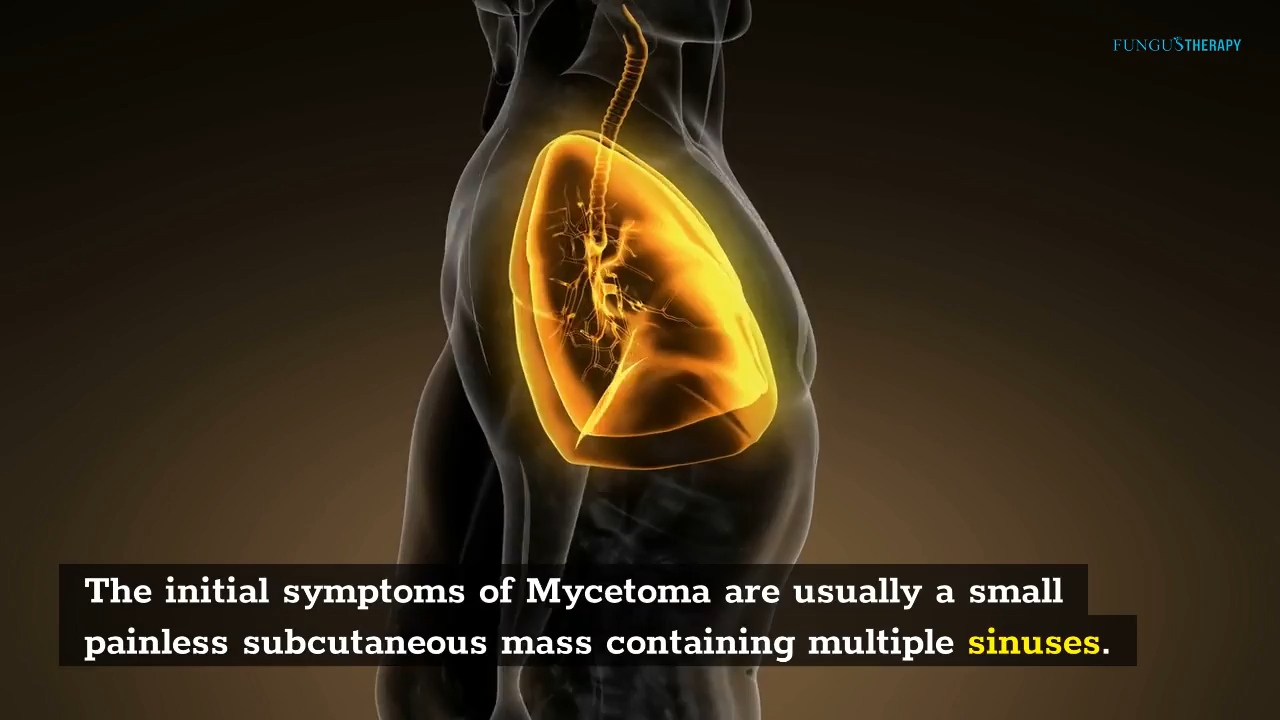 FUNGUSTHERAPY
The initial symptoms of Mycetoma are usually a small
painless subcutaneous mass containing multiple sinuses.